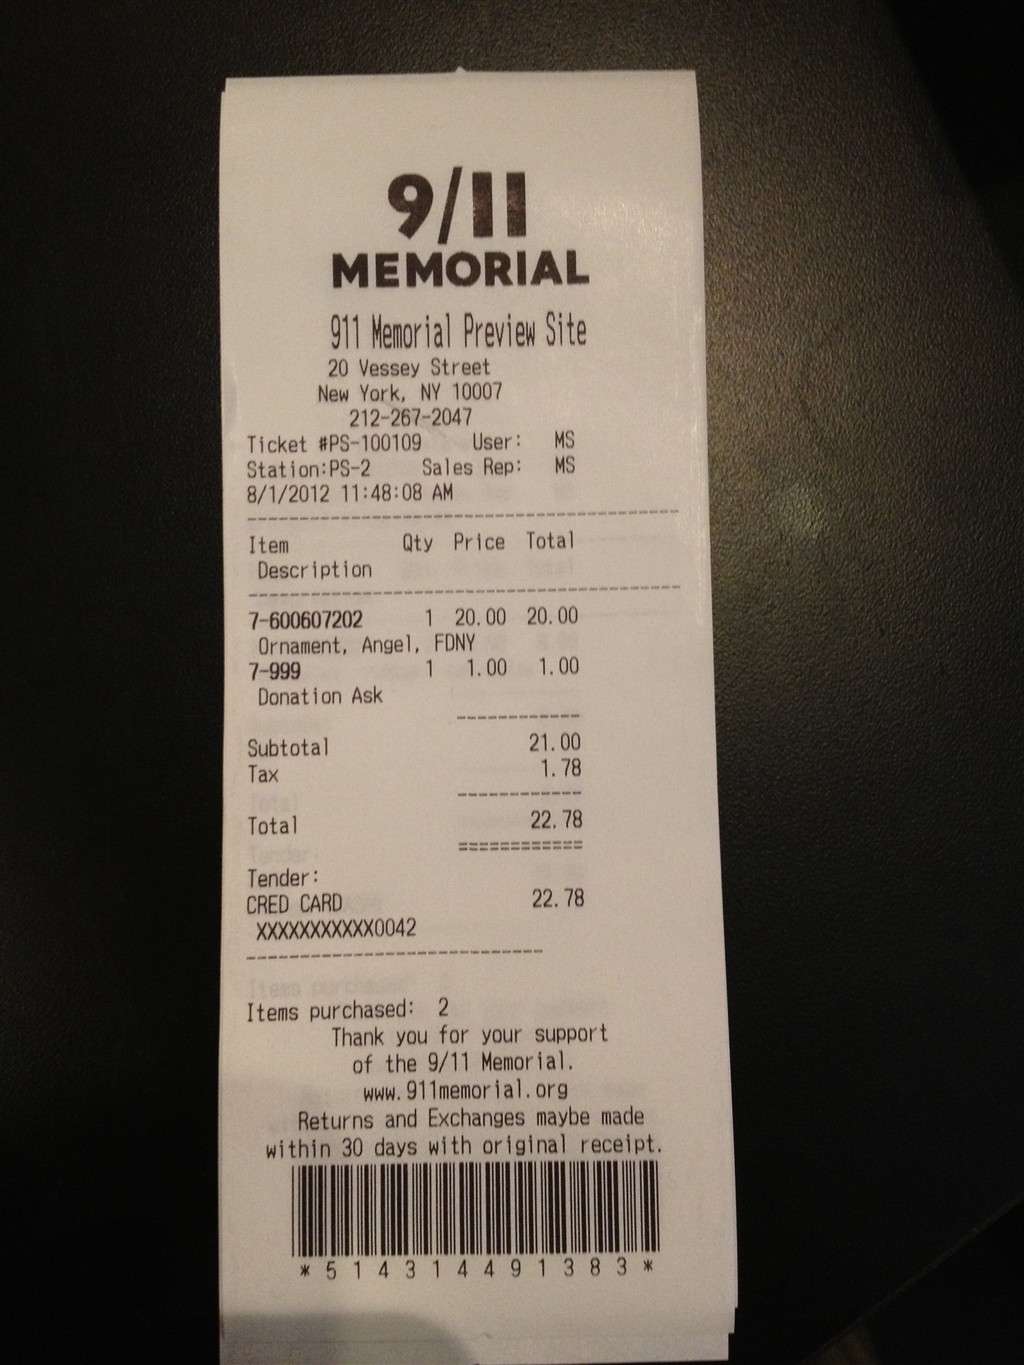 9/11
MEMORIAL
911 Memorial Preview Site
20 Vessey Street
New York, NY 10007
212-267-2047
Ticket #PS-100109 User: MS
Station:PS-2 Sales Rep: MS
8/1/2012 11:48:08 AM
Item Qty Price Total
Description
7-600607202 1 20.00 20.00
Ornament, Angel, FDNY
7-999 1 1.00 1.00
Donation Ask
Subtotal 21.00
Tax 1.78
Total 22.78
Tender:
CRED CARD 22.78
XXXXXXXXXXX0042
Items purchased: 2
Thank you for your support
of the 9/11 Memorial.
www.911memorial.org
Returns and Exchanges maybe made
within 30 days with original receipt.
*514314491383*